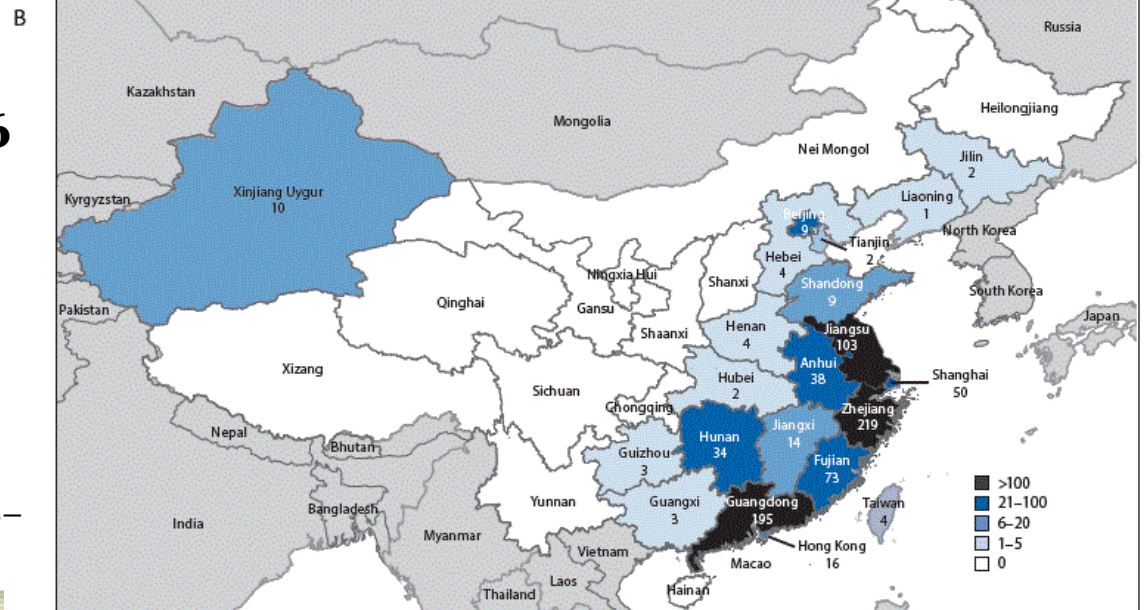 B
6
Russia
Kazakhstan
Mongolia
Heilongjiang
Nei Mongol
Jilin
2
Xinjiang Uygur
10
Kyrgyzstan
Liaoning
1
Beijing
9
North Korea
Tianjin
2
Hebei
4
Ningxia Hui
Shanxi
Shandong
9
South Korea
Qinghai
Gansu
Pakistan
Japan
Shaanxi
Henan
4
Jiangsu
103
Xizang
Anhui
38
Shanghai
50
Sichuan
Hubei
2
Chongqing
Zhejiang
219
Nepal
Bhutan
Hunan
34
Jiangxi
14
Guizhou
3
Fujian
73
>100
21–100
6–20
1–5
0
Bangladesh
Yunnan
Guangxi
3
Guangdong
195
Taiwan
4
India
Myanmar
Vietnam
Hong Kong
16
Macao
Laos
Thailand
Hainan